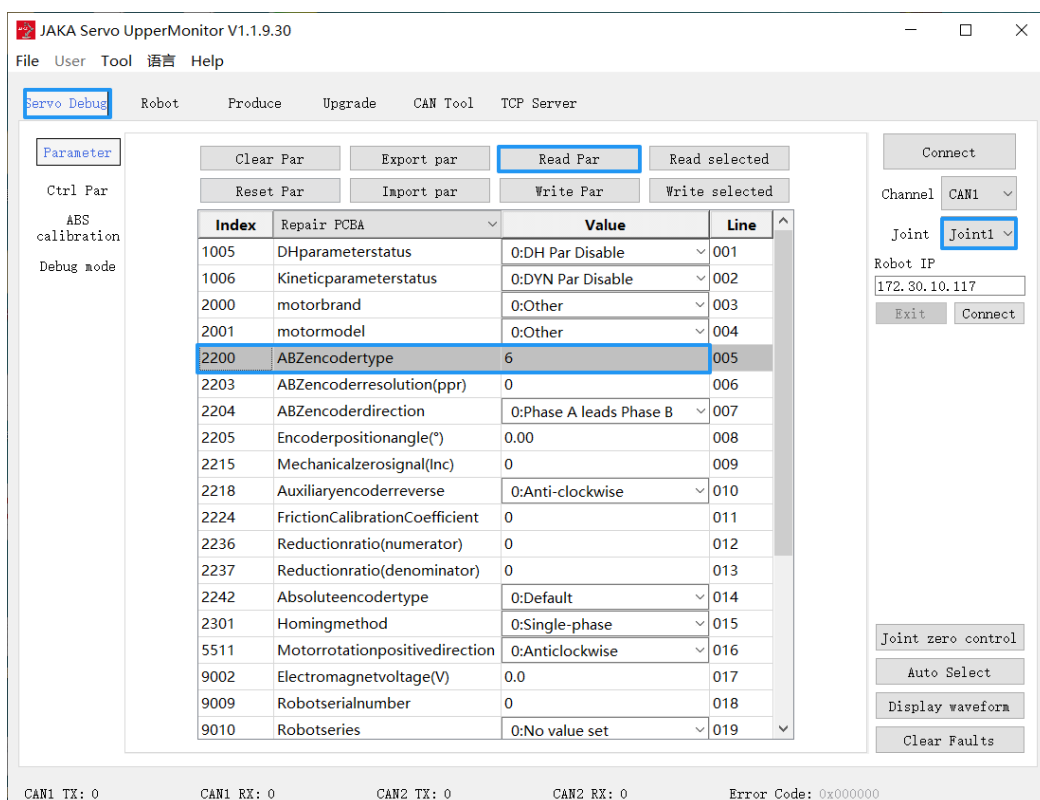 JAKA Servo UpperMonitor V1.1.9.30
File User Tool 语言 Help
Servo Debug Robot Produce Upgrade CAN Tool TCP Server
Parameter
Ctrl Par
ABS calibration
Debug mode
Clear Par Export par Read Par Read selected
Reset Par Import par Write Par Write selected
Index Repair PCBA Value Line
1005 DHparameterstatus 0:DH Par Disable 001
1006 Kineticparameterstatus 0:DYN Par Disable 002
2000 motorbrand 0:Other 003
2001 motormodel 0:Other 004
2200 ABZencodertype 6 005
2203 ABZencoderresolution(ppr) 0 006
2204 ABZencoderdirection 0:Phase A leads Phase B 007
2205 Encoderpositionangle(°) 0.00 008
2215 Mechanicalzerosignal(Inc) 0 009
2218 Auxiliaryencoderreverse 0:Anti-clockwise 010
2224 FrictionCalibrationCoefficient 0 011
2236 Reductionratio(numerator) 0 012
2237 Reductionratio(denominator) 0 013
2242 Absoluteencodertype 0:Default 014
2301 Homingmethod 0:Single-phase 015
5511 Motorrotationpositivedirection 0:Anticlockwise 016
9002 Electromagnetvoltage(V) 0.0 017
9009 Robotserialnumber 0 018
9010 Robotseries 0:No value set 019
Connect
Channel CAN1
Joint Joint1
Robot IP
172.30.10.117
Exit Connect
Joint zero control
Auto Select
Display waveform
Clear Faults
CAN1 TX: 0 CAN1 RX: 0 CAN2 TX: 0 CAN2 RX: 0 Error Code: 0x000000